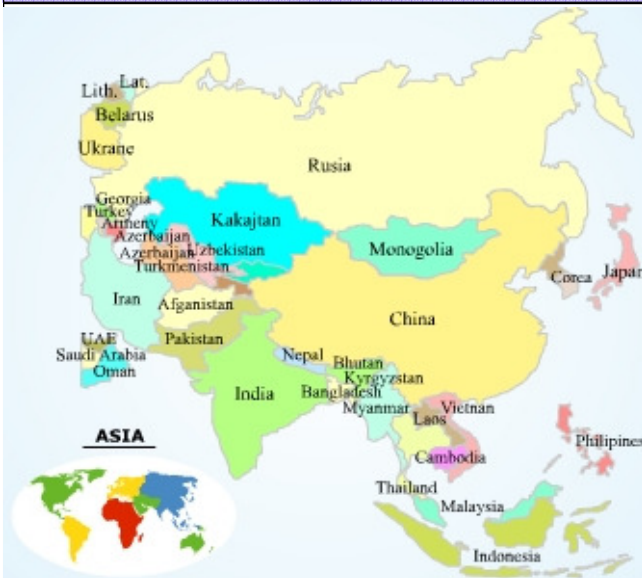 Lat.
Lith.
Belarus
Ukrane
Rusia
Georgia
Turkey
Armeny
Azerbaijan
Azerbaijan
Uzbekistan
Turkmenistan
Kakajtan
Monogolia
Corea
Japan
Iran
Afganistan
China
Pakistan
UAE
Saudi Arabia
Oman
Nepal
Bhutan
Kyrgyzstan
India
Bangladesh
Myanmar
Laos
Vietnan
ASIA
Cambodia
Philipines
Thailand
Malaysia
Indonesia